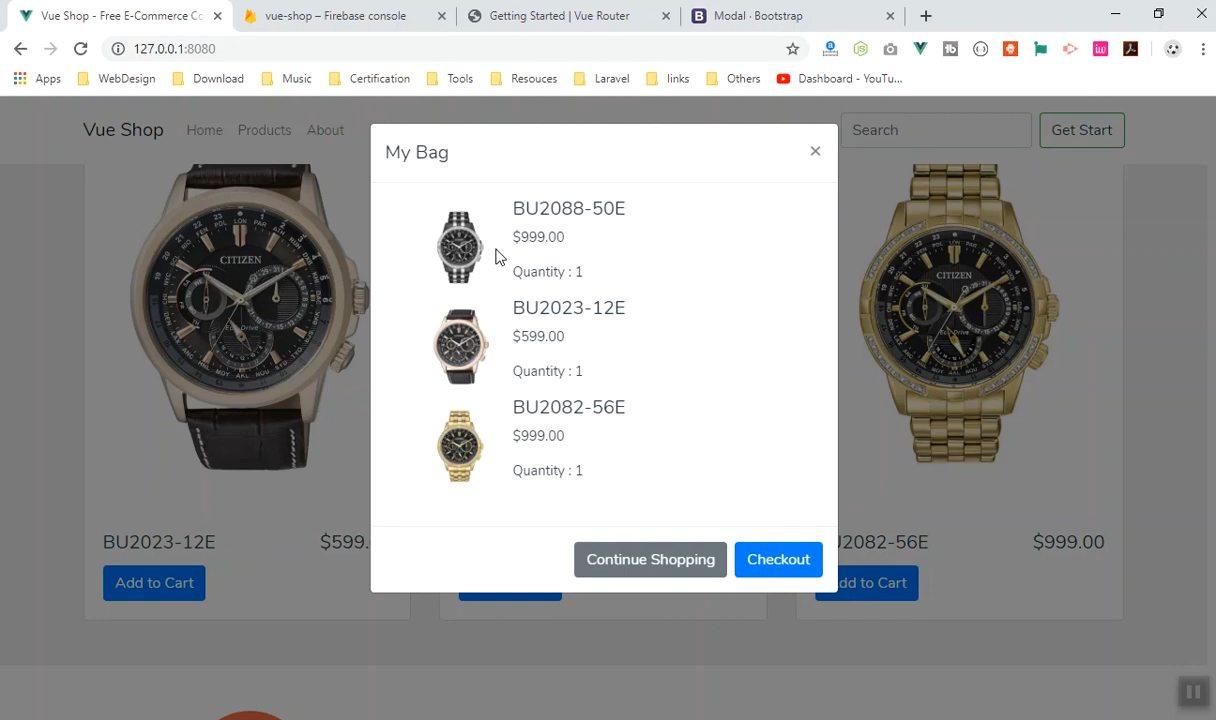 Vue Shop - Free E-Commerce Co
vue-shop – Firebase console
Getting Started | Vue Router
Modal · Bootstrap
127.0.0.1:8080
Apps
WebDesign
Download
Music
Certification
Tools
Resouces
Laravel
links
Others
Dashboard - YouTu...
Vue Shop
Home
Products
About
Search
Get Start
My Bag
BU2088-50E
$999.00
Quantity : 1
BU2023-12E
$599.00
Quantity : 1
BU2082-56E
$999.00
Quantity : 1
Continue Shopping
Checkout
CITIZEN
Eco-Drive
CITIZEN
BU2023-12E
$599.
J2082-56E
$999.00
Add to Cart
dd to Cart